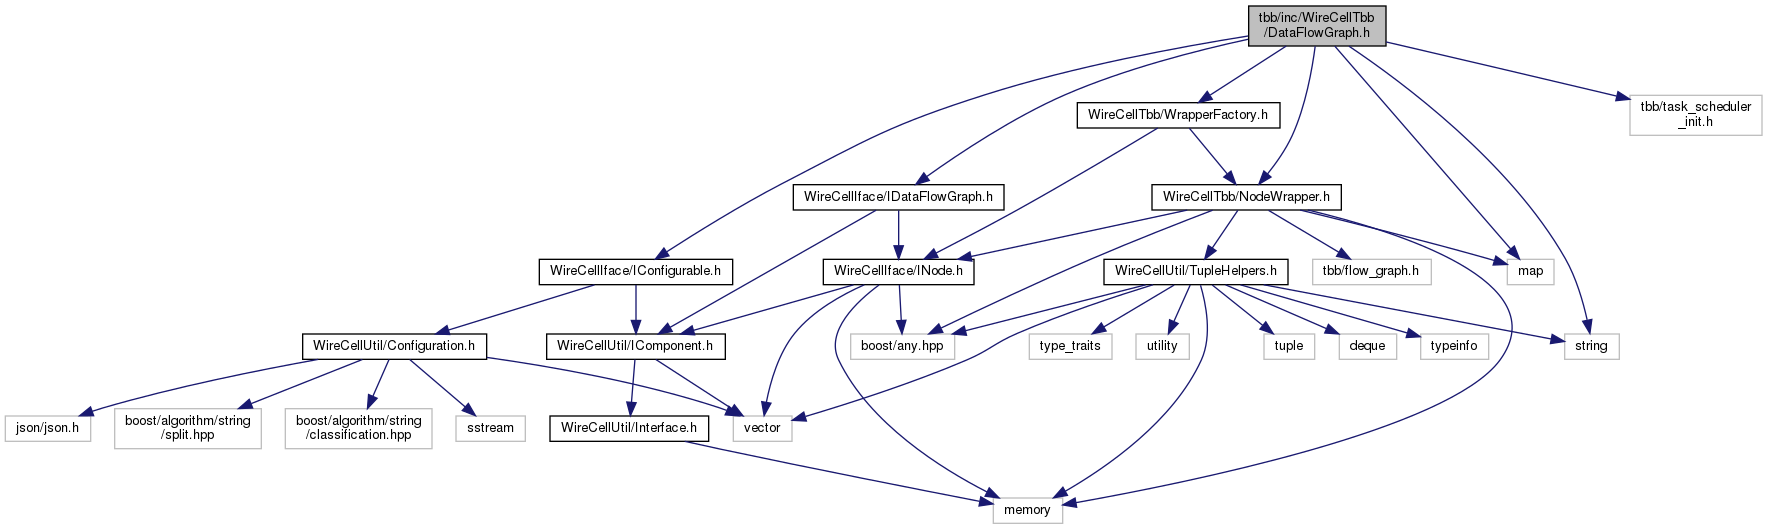 tbb/inc/WireCellTbb
/DataFlowGraph.h
tbb/task_scheduler
_init.h
WireCellTbb/WrapperFactory.h
WireCellIface/IDataFlowGraph.h
WireCellTbb/NodeWrapper.h
WireCellIface/IConfigurable.h
WireCellIface/INode.h
WireCellUtil/TupleHelpers.h
tbb/flow_graph.h
map
WireCellUtil/Configuration.h
WireCellUtil/IComponent.h
boost/any.hpp
type_traits
utility
tuple
deque
typeinfo
string
json/json.h
boost/algorithm/string
/split.hpp
boost/algorithm/string
/classification.hpp
sstream
WireCellUtil/Interface.h
vector
memory